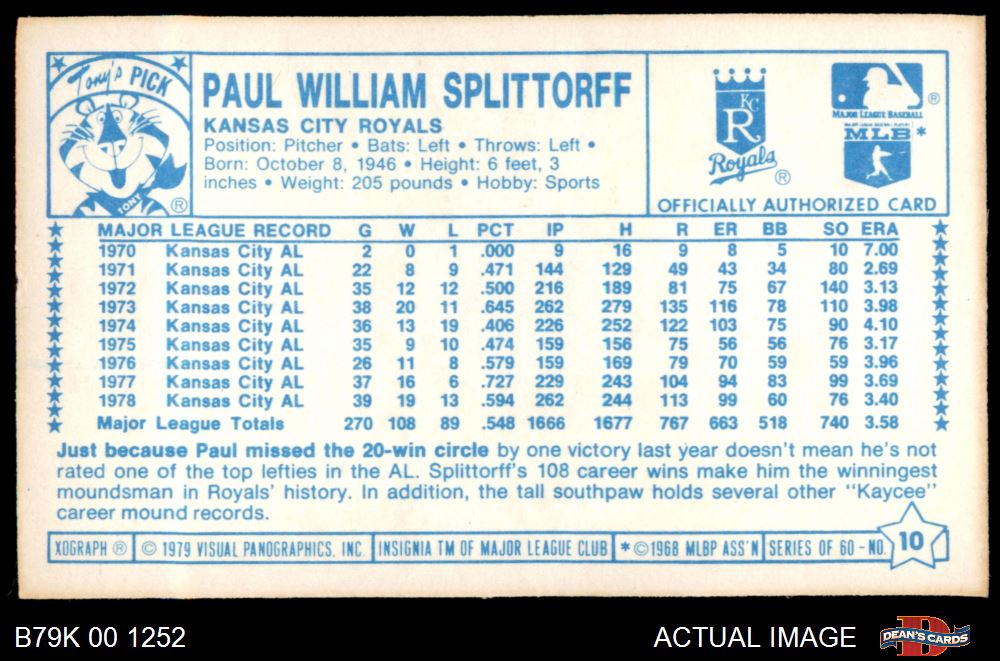 Tony's PICK
TONY
®
PAUL WILLIAM SPLITTORFF
KANSAS CITY ROYALS
Position: Pitcher • Bats: Left • Throws: Left •
Born: October 8, 1946 • Height: 6 feet, 3
inches • Weight: 205 pounds • Hobby: Sports
KC
R
Royals ®
®
MAJOR LEAGUE BASEBALL
MAJOR LEAGUE BASEBALL PLAYERS
MLB *
OFFICIALLY AUTHORIZED CARD
MAJOR LEAGUE RECORD G W L PCT IP H R ER BB SO ERA
1970 Kansas City AL 2 0 1 .000 9 16 9 8 5 10 7.00
1971 Kansas City AL 22 8 9 .471 144 129 49 43 34 80 2.69
1972 Kansas City AL 35 12 12 .500 216 189 81 75 67 140 3.13
1973 Kansas City AL 38 20 11 .645 262 279 135 116 78 110 3.98
1974 Kansas City AL 36 13 19 .406 226 252 122 103 75 90 4.10
1975 Kansas City AL 35 9 10 .474 159 156 75 56 56 76 3.17
1976 Kansas City AL 26 11 8 .579 159 169 79 70 59 59 3.96
1977 Kansas City AL 37 16 6 .727 229 243 104 94 83 99 3.69
1978 Kansas City AL 39 19 13 .594 262 244 113 99 60 76 3.40
Major League Totals 270 108 89 .548 1666 1677 767 663 518 740 3.58
Just because Paul missed the 20-win circle by one victory last year doesn't mean he's not
rated one of the top lefties in the AL. Splittorff's 108 career wins make him the winningest
moundsman in Royals' history. In addition, the tall southpaw holds several other "Kaycee"
career mound records.
XOGRAPH ® © 1979 VISUAL PANOGRAPHICS, INC. INSIGNIA TM OF MAJOR LEAGUE CLUB * © 1968 MLBP ASS'N SERIES OF 60 - NO. 10
B79K 00 1252
ACTUAL IMAGE
DEAN'S CARDS